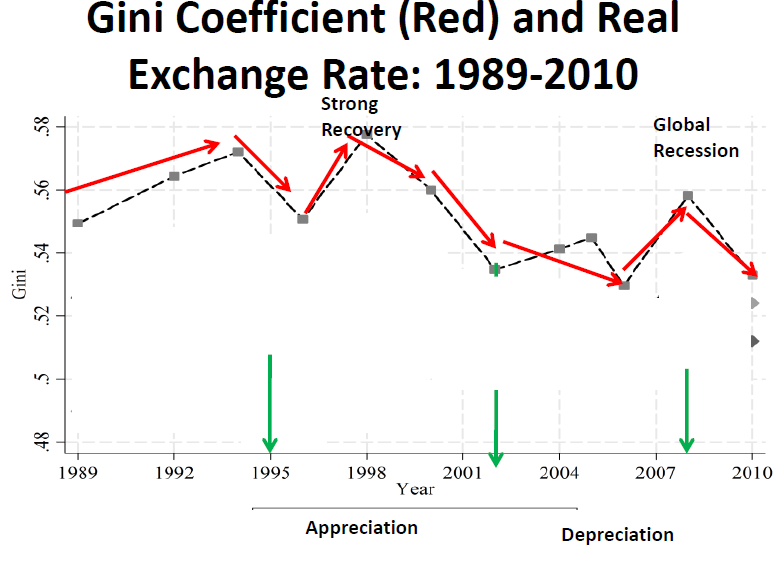 Gini Coefficient (Red) and Real
Exchange Rate: 1989-2010
Strong
Recovery
Global
Recession
.58
.56
.54
.52
.5
.48
Gini
1989 1992 1995 1998 2001 2004 2007 2010
Year
Appreciation
Depreciation